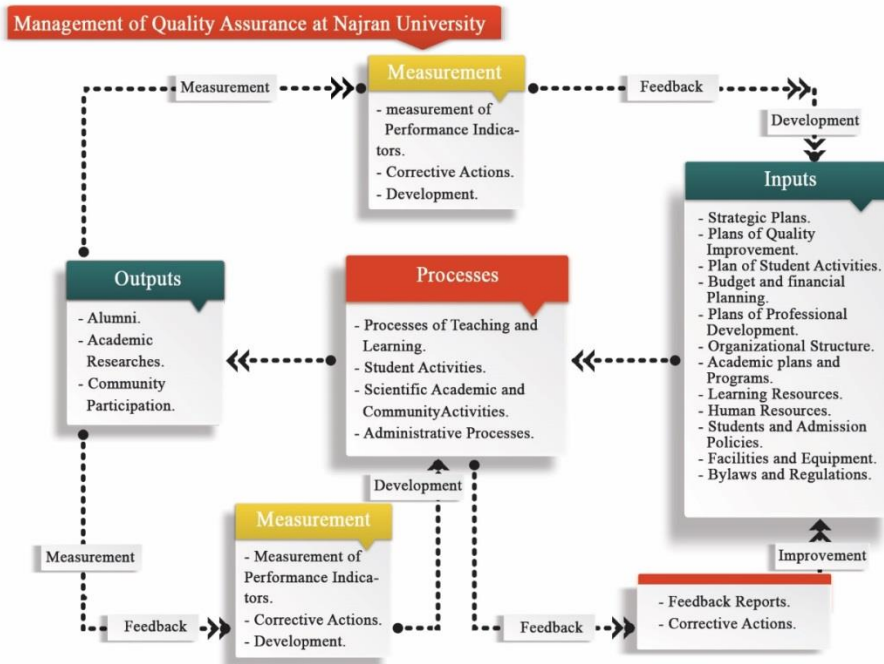 Management of Quality Assurance at Najran University
Measurement
- measurement of
Performance Indica-
tors.
- Corrective Actions.
- Development.
Measurement
Feedback
Development
Inputs
- Strategic Plans.
- Plans of Quality
Improvement.
- Plan of Student Activities.
- Budget and financial
Planning.
- Plans of Professional
Development.
- Organizational Structure.
- Academic plans and
Programs.
- Learning Resources.
- Human Resources.
- Students and Admission
Policies.
- Facilities and Equipment.
- Bylaws and Regulations.
Processes
- Processes of Teaching and
Learning.
- Student Activities.
- Scientific Academic and
CommunityActivities.
- Administrative Processes.
Outputs
- Alumni.
- Academic
Researches.
- Community
Participation.
Measurement
Feedback
Measurement
- Measurement of
Performance Indica-
tors.
- Corrective Actions.
- Development.
Development
Feedback
- Feedback Reports.
- Corrective Actions.
Improvement